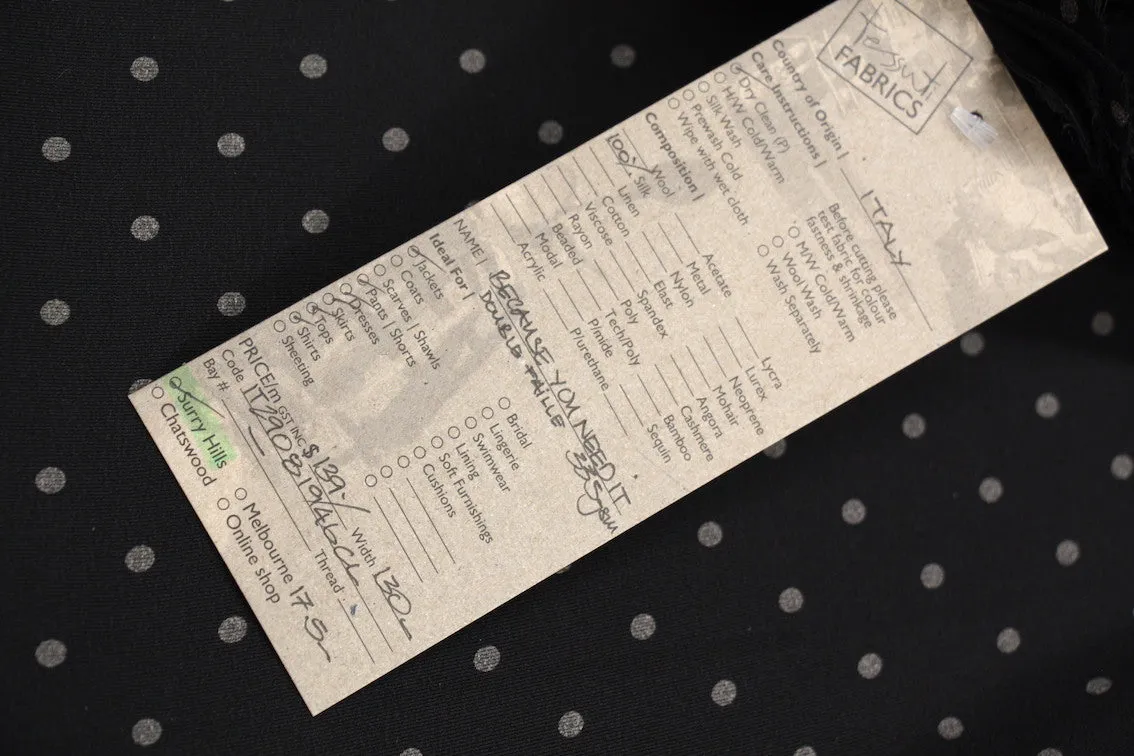 tessuti
FABRICS
Country of Origin | ITALY
Care Instructions |
Dry Clean (P)
H/W Cold/Warm
Silk Wash
Prewash Cold
Wipe with wet cloth
Before cutting please
test fabric for colour
fastness & shrinkage
M/W Cold/Warm
Wool Wash
Wash Separately
Composition |
Wool
100% Silk
Linen
Cotton
Viscose
Rayon
Beaded
Modal
Acrylic
Acetate
Metal
Nylon
Elast
Spandex
Poly
Tech/Poly
P/mide
P/urethane
Lycra
Lurex
Neoprene
Mohair
Angora
Cashmere
Bamboo
Sequin
NAME | BECAUSE YOU NEED IT
DOUBLE FAILLE
Ideal For |
Jackets
Coats
Scarves | Shawls
Pants | Shorts
Dresses
Skirts
Tops
Shirts
Sheeting
Bridal
Lingerie
Swimwear
Lining
Soft Furnishings
Cushions
PRICE/m GST INC $ 139. Width 130
Code Thread
Bay #
Surry Hills
Chatswood
Melbourne 17-5
Online shop